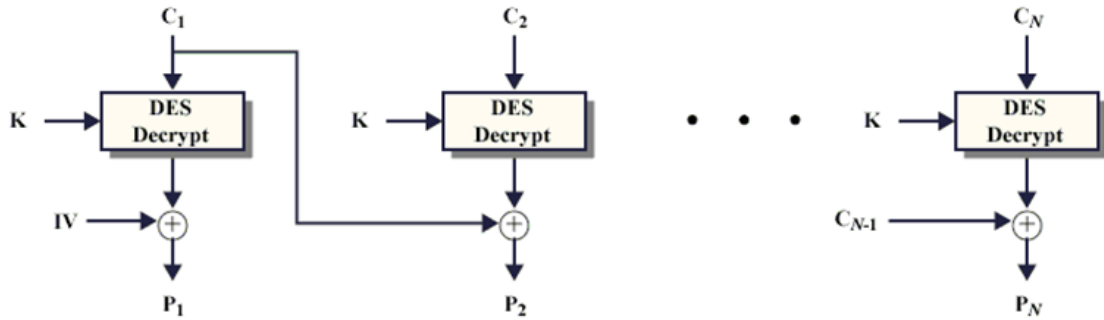 C1 C2 CN
K DES Decrypt K DES Decrypt • • • K DES Decrypt
IV + + CN-1 +
P1 P2 PN